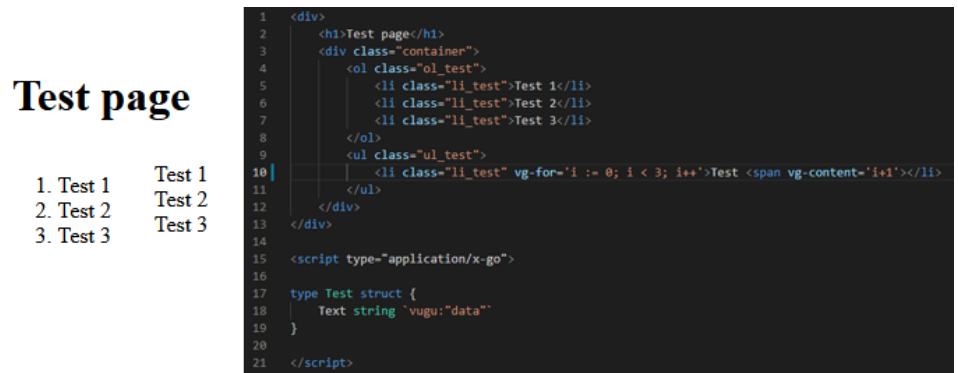 Test page
1. Test 1
2. Test 2
3. Test 3
Test 1
Test 2
Test 3
1 <div>
2     <h1>Test page</h1>
3     <div class="container">
4         <ol class="ol_test">
5             <li class="li_test">Test 1</li>
6             <li class="li_test">Test 2</li>
7             <li class="li_test">Test 3</li>
8         </ol>
9         <ul class="ul_test">
10             <li class="li_test" vg-for='i := 0; i < 3; i++'>Test <span vg-content='i+1'></li>
11         </ul>
12     </div>
13 </div>
14
15 <script type="application/x-go">
16
17 type Test struct {
18     Text string `vugu:"data"`
19 }
20
21 </script>